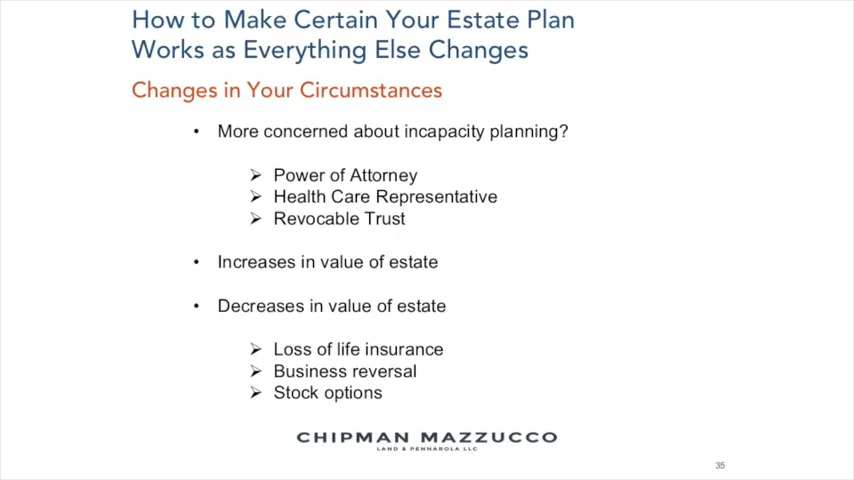 How to Make Certain Your Estate Plan
Works as Everything Else Changes
Changes in Your Circumstances
• More concerned about incapacity planning?
➢ Power of Attorney
➢ Health Care Representative
➢ Revocable Trust
• Increases in value of estate
• Decreases in value of estate
➢ Loss of life insurance
➢ Business reversal
➢ Stock options
CHIPMAN MAZZUCCO
LAND & PENNAROLA LLC
35